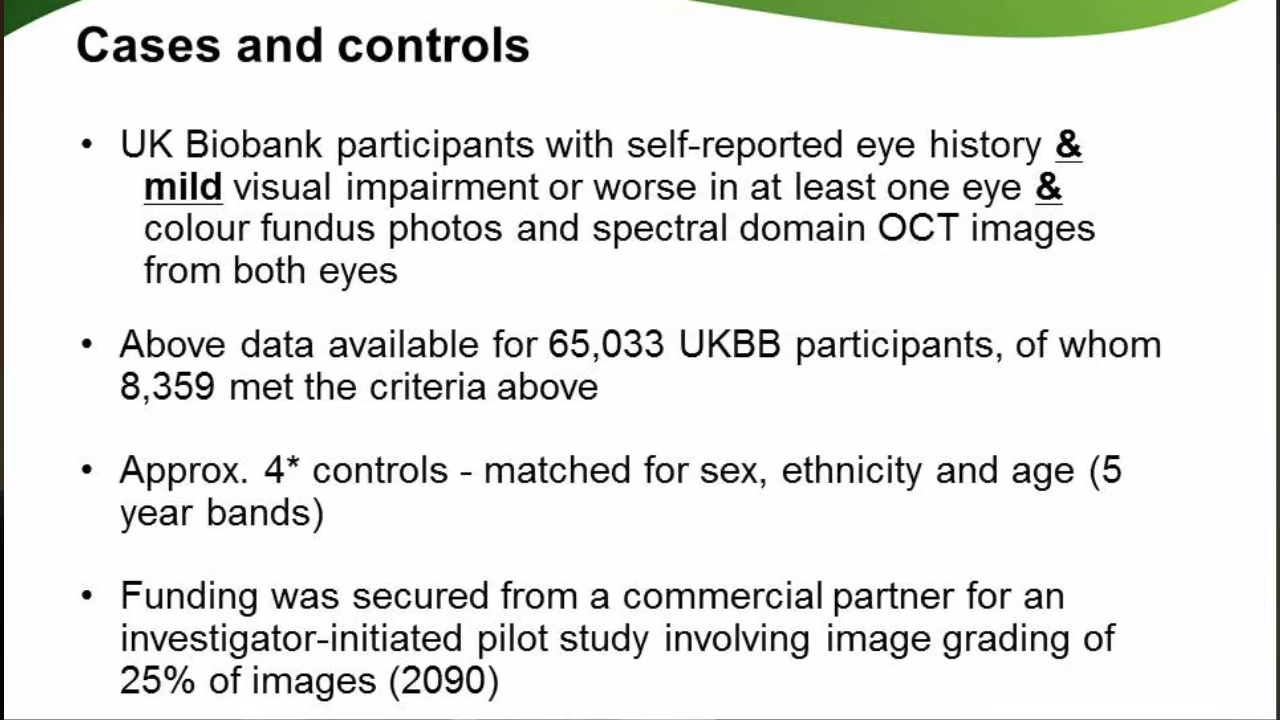 Cases and controls
• UK Biobank participants with self-reported eye history &
mild visual impairment or worse in at least one eye &
colour fundus photos and spectral domain OCT images
from both eyes
• Above data available for 65,033 UKBB participants, of whom
8,359 met the criteria above
• Approx. 4* controls - matched for sex, ethnicity and age (5
year bands)
• Funding was secured from a commercial partner for an
investigator-initiated pilot study involving image grading of
25% of images (2090)